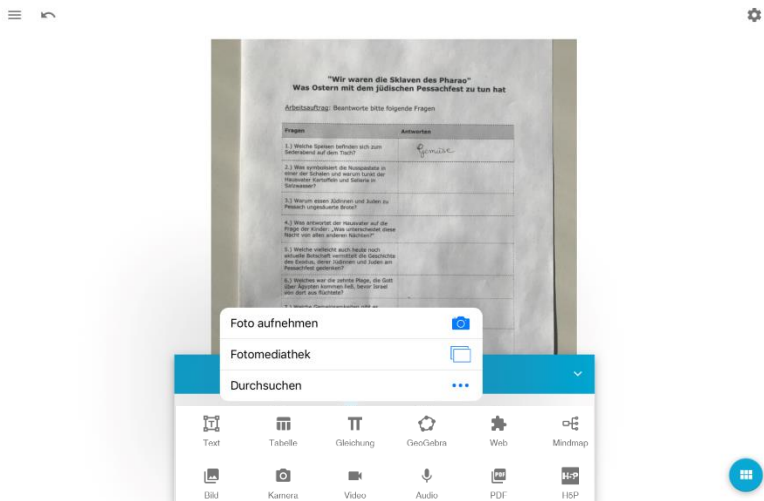 "Wir waren die Sklaven des Pharao"
Was Ostern mit dem jüdischen Pessachfest zu tun hat
Arbeitsauftrag: Beantworte bitte folgende Fragen
Fragen
Antworten
1.) Welche Speisen befinden sich zum
Sederabend auf dem Tisch?
Gemüse
2.) Was symbolisiert die Nusspasteta in
einer der Schalen und warum tunkt der
Hausvater Kartoffeln und Sellerie in
Salzwasser?
3.) Warum essen Jüdinnen und Juden zu
Pessach ungesäuerte Brote?
4.) Was antwortet der Hausvater auf die
Frage der Kinder: „Was unterscheidet diese
Nacht von allen anderen Nächten?"
5.) Welche vielleicht auch heute noch
aktuelle Botschaft vermittelt die Geschichte
des Exodus, derer Jüdinnen und Juden am
Pessachfest gedenken?
6.) Welches war die zehnte Plage, die Gott
über Ägypten kommen ließ, bevor Israel
von dort aus flüchtete?
Foto aufnehmen
Fotomediathek
Durchsuchen
Text
Tabelle
Gleichung
GeoGebra
Web
Mindmap
PDF
H5P
Bild
Kamera
Video
Audio
PDF
H5P